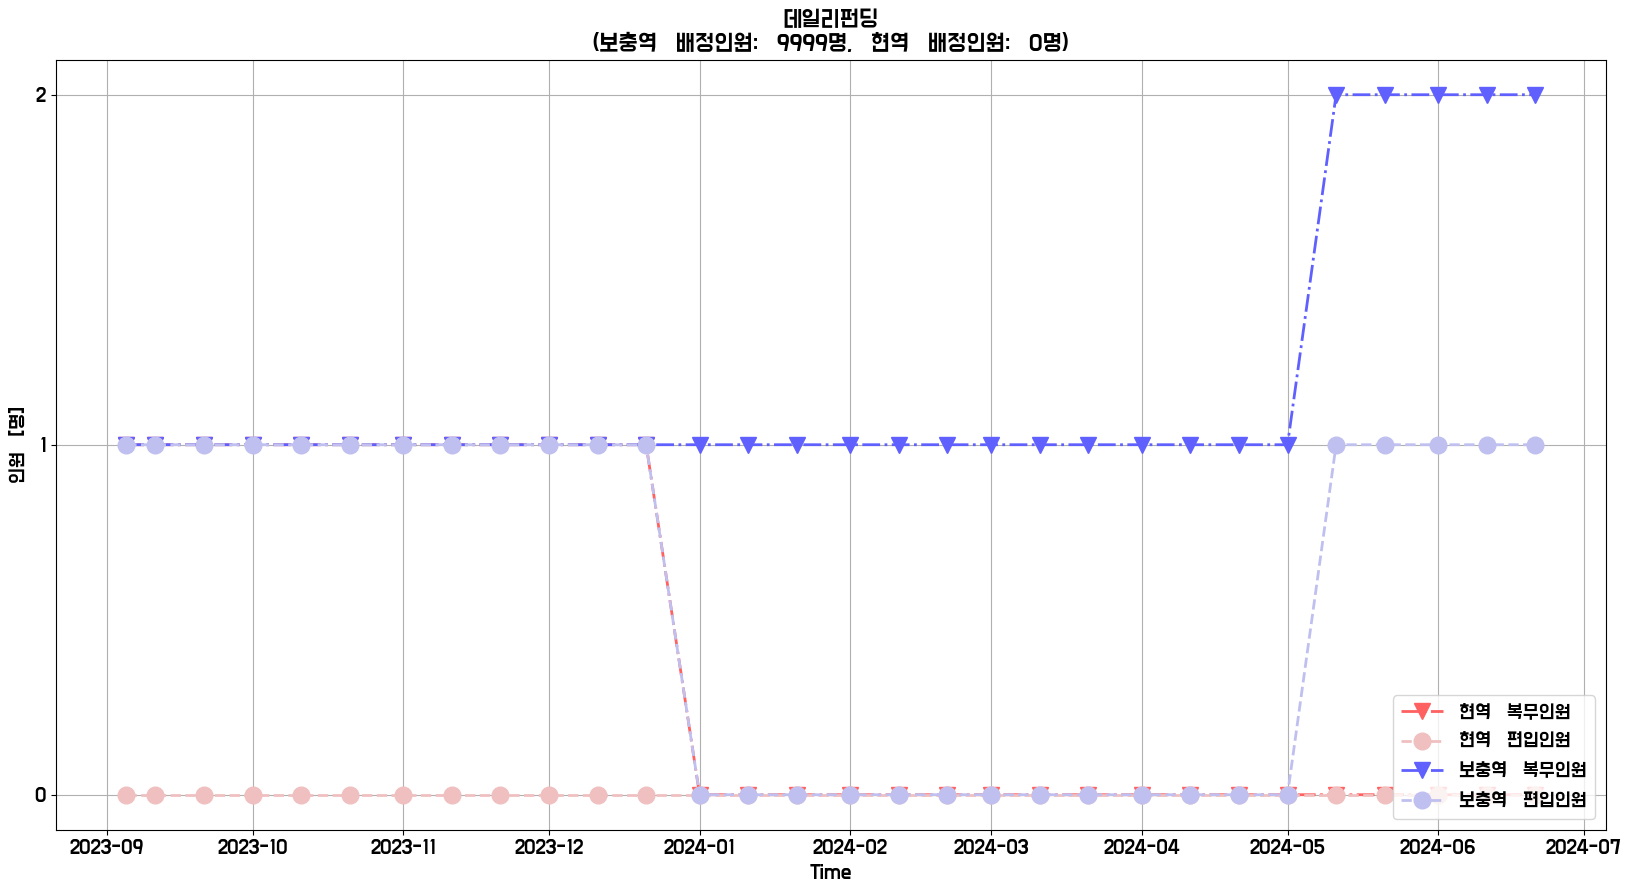 데일리펀딩
(보충역 배정인원: 9999명, 현역 배정인원: 0명)
2
1
0
인원 [명]
2023-09 2023-10 2023-11 2023-12 2024-01 2024-02 2024-03 2024-04 2024-05 2024-06 2024-07
Time
현역 복무인원
현역 편입인원
보충역 복무인원
보충역 편입인원